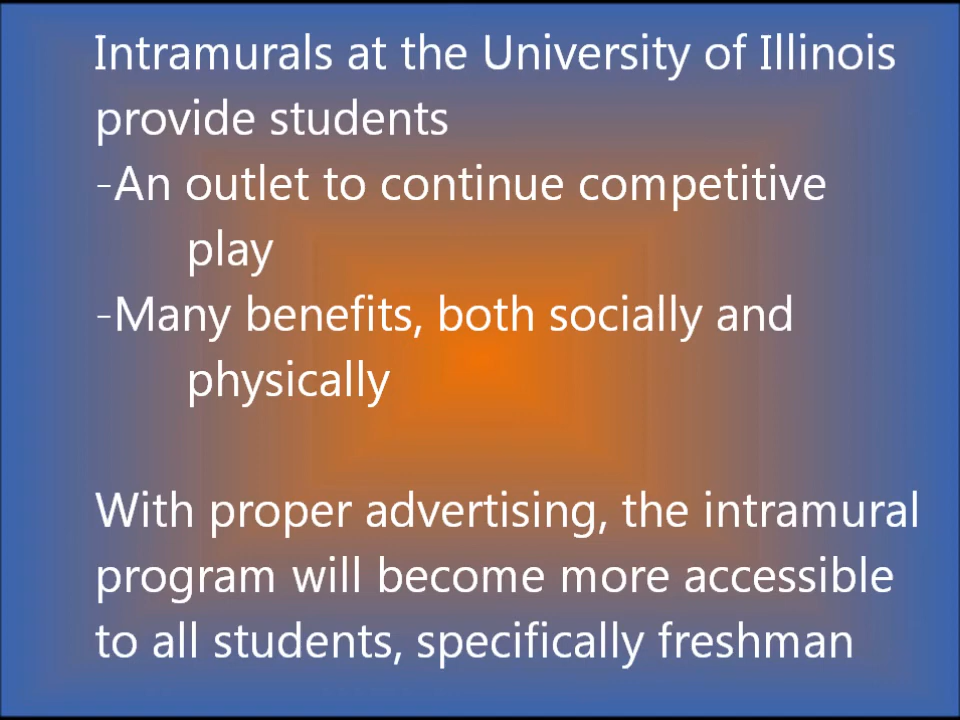 Intramurals at the University of Illinois
provide students
-An outlet to continue competitive
play
-Many benefits, both socially and
physically
With proper advertising, the intramural
program will become more accessible
to all students, specifically freshman